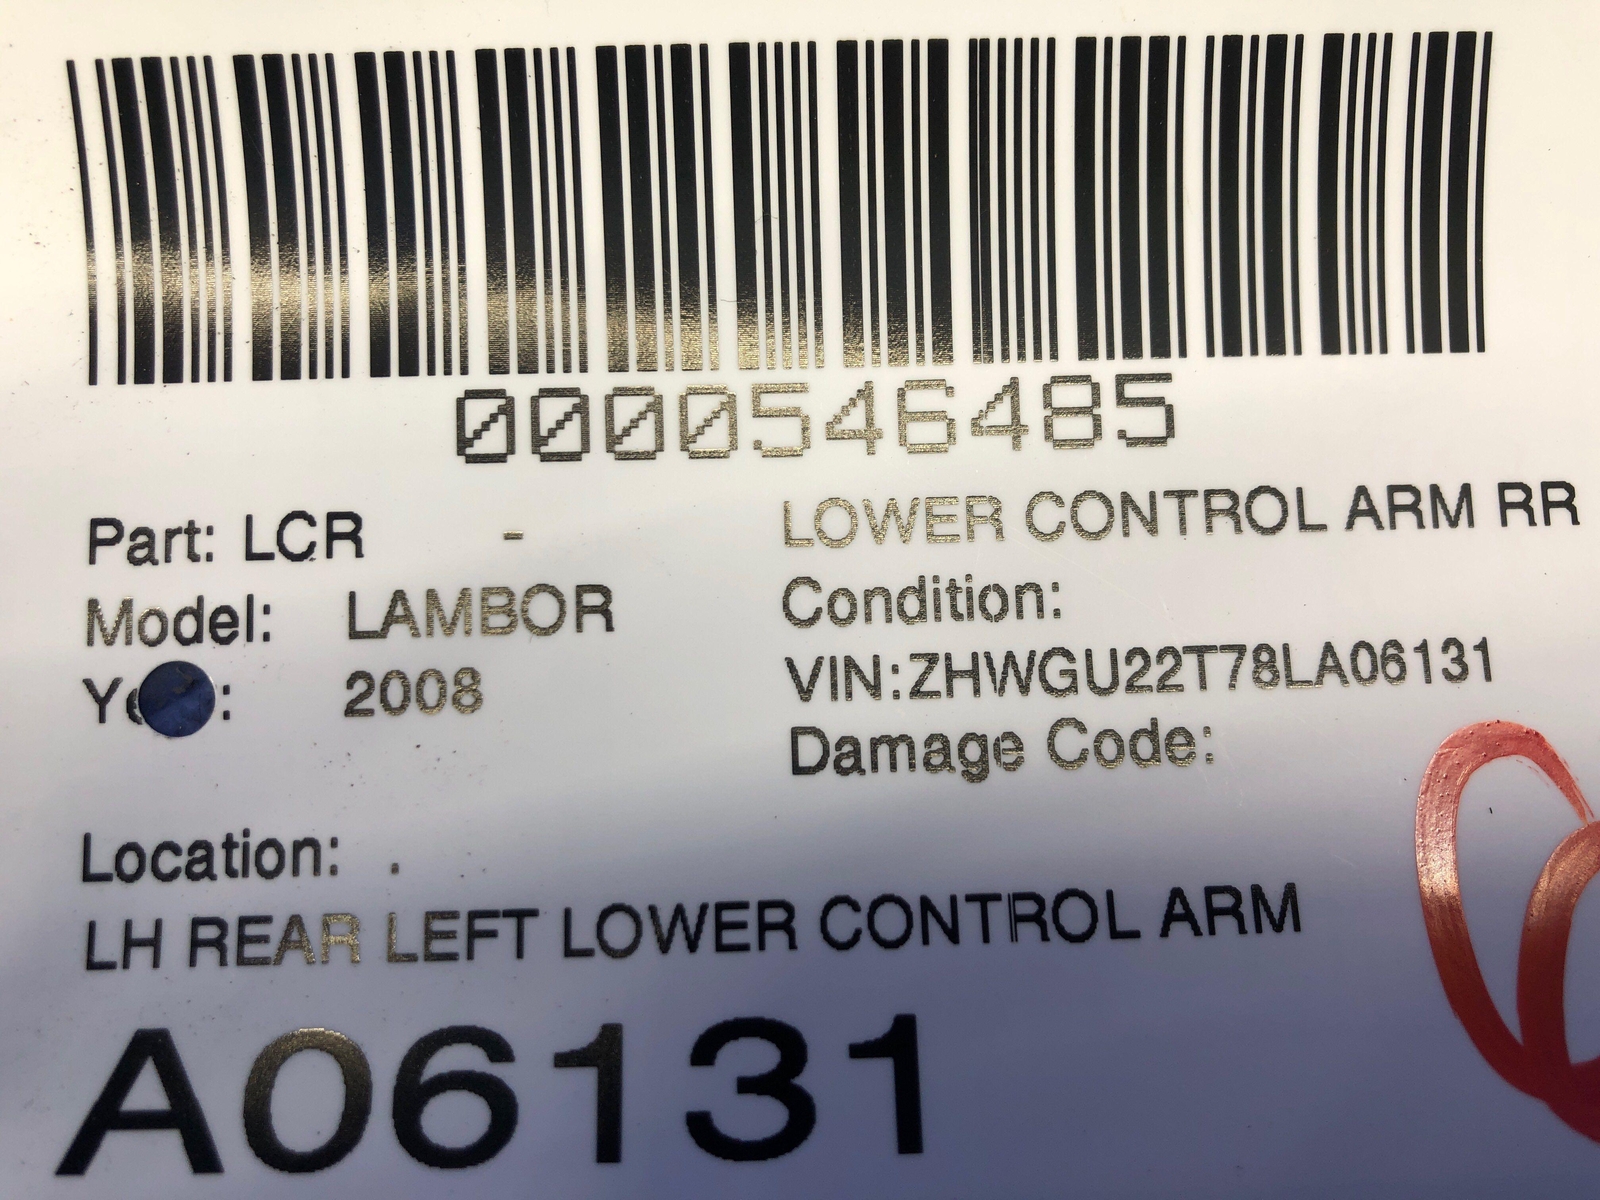 0000546485
Part: LCR - LOWER CONTROL ARM RR
Model: LAMBOR Condition:
2008 VIN:ZHWGU22T78LA06131
Damage Code:
Location: .
LH REAR LEFT LOWER CONTROL ARM
A06131